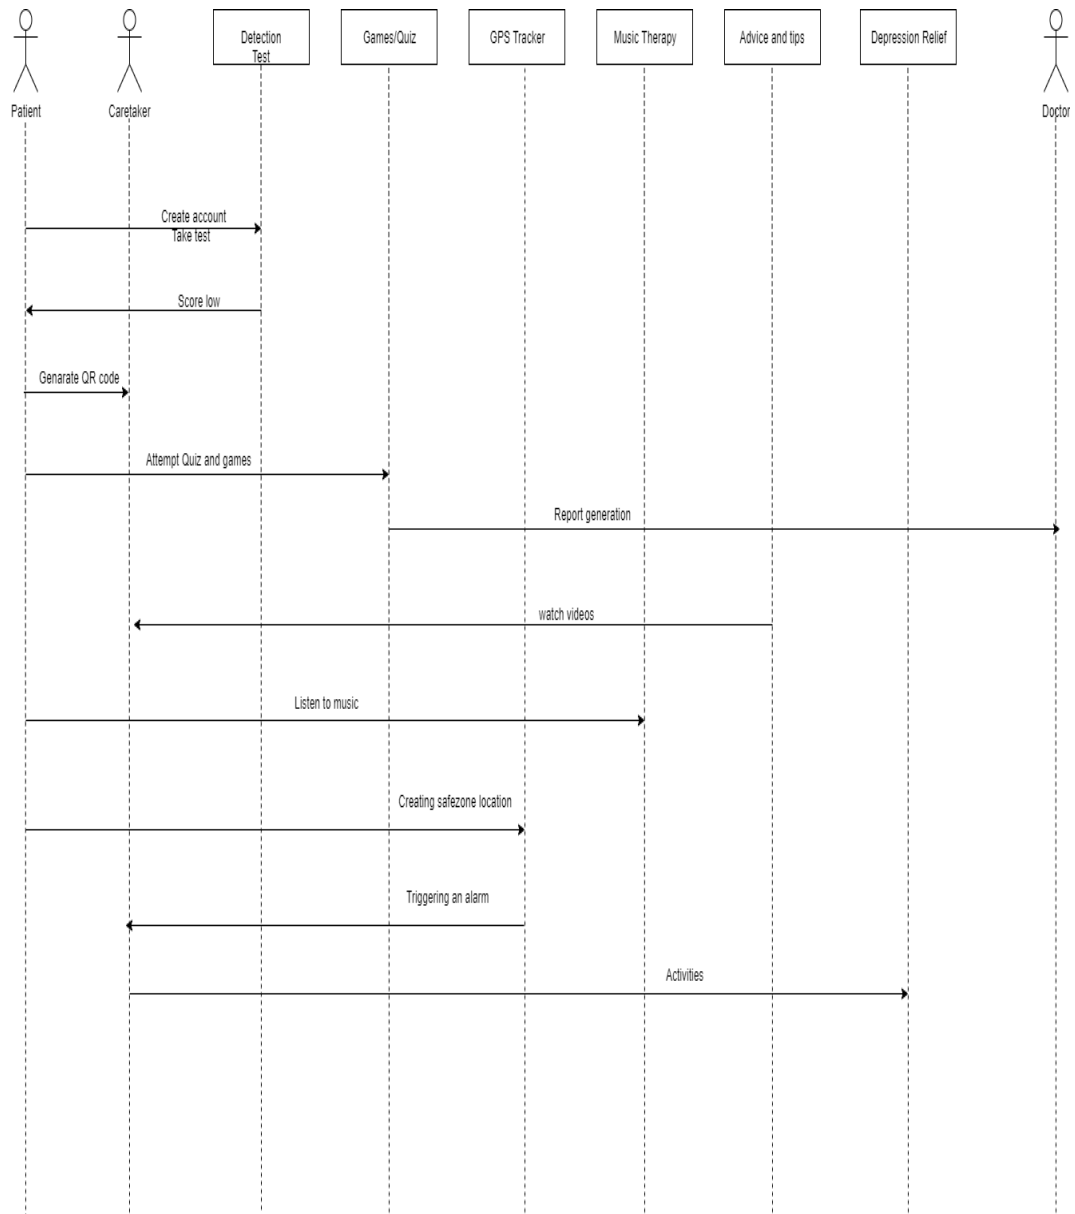 Detection
Test
Games/Quiz
GPS Tracker
Music Therapy
Advice and tips
Depression Relief
Patient
Caretaker
Doctor
Create account
Take test
Score low
Genarate QR code
Attempt Quiz and games
Report generation
watch videos
Listen to music
Creating safezone location
Triggering an alarm
Activities